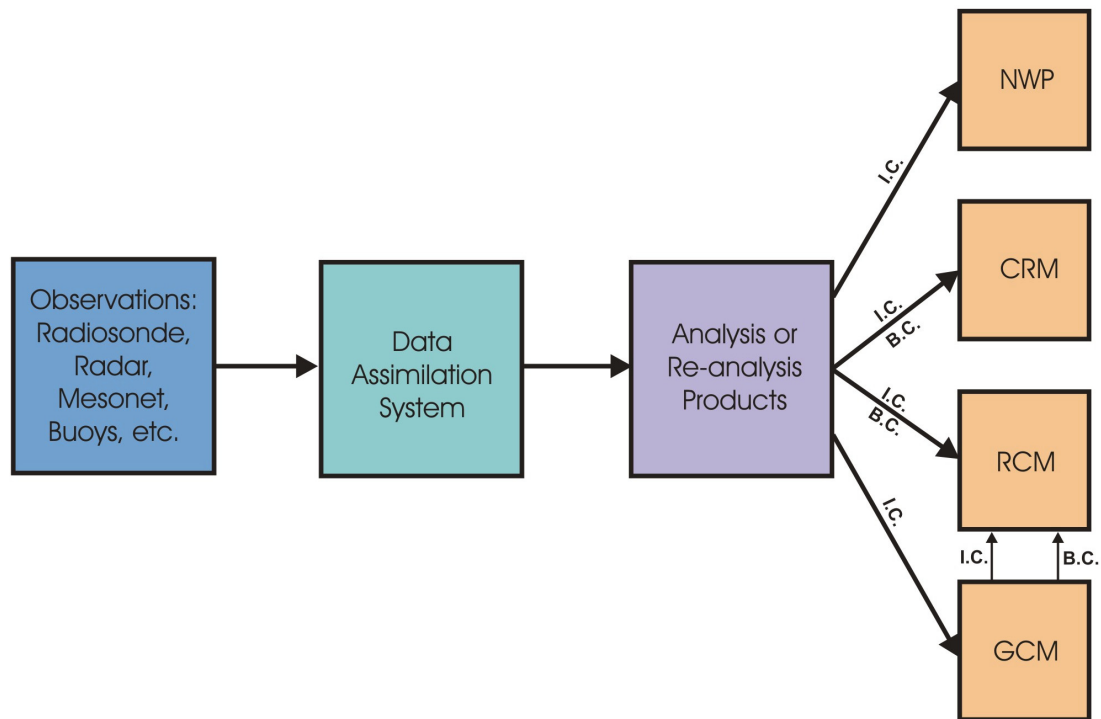 Observations:
Radiosonde,
Radar,
Mesonet,
Buoys, etc.
Data
Assimilation
System
Analysis or
Re-analysis
Products
I.C.
NWP
I.C.
B.C.
CRM
I.C.
B.C.
RCM
I.C.
I.C.
B.C.
GCM